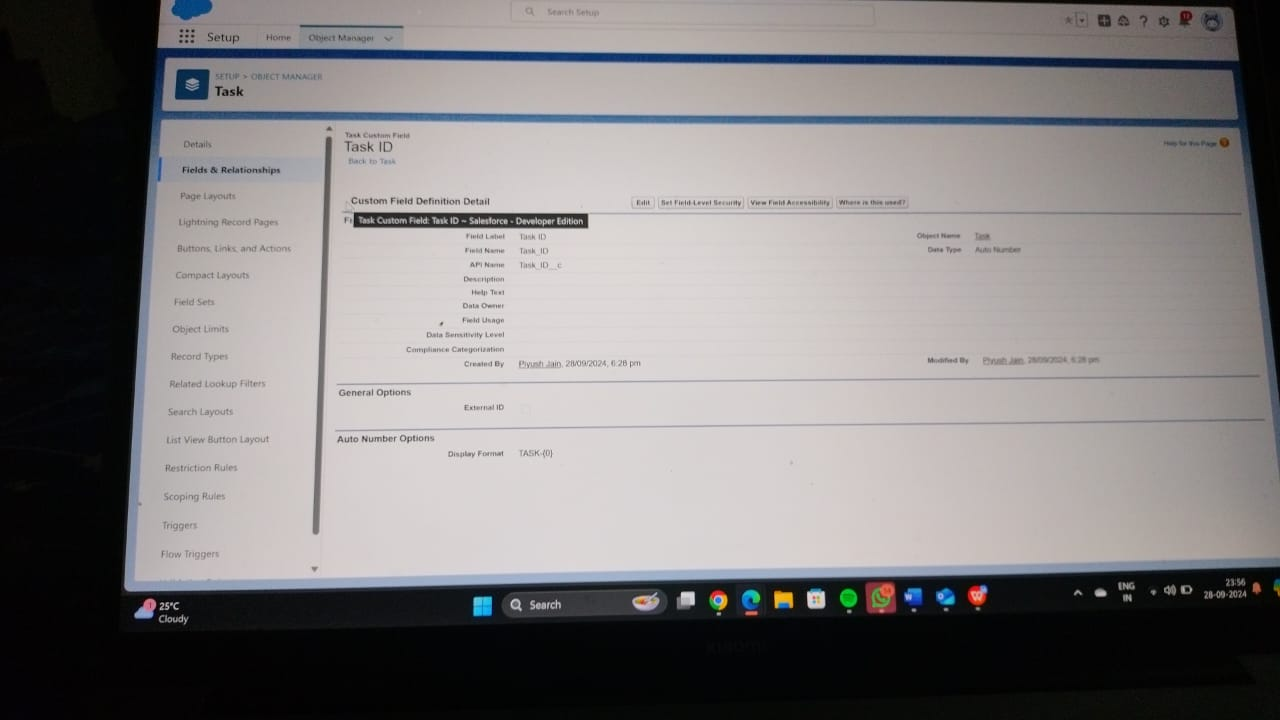 Search Setup
Setup Home Object Manager
SETUP > OBJECT MANAGER
Task
Details
Fields & Relationships
Page Layouts
Lightning Record Pages
Buttons, Links, and Actions
Compact Layouts
Field Sets
Object Limits
Record Types
Related Lookup Filters
Search Layouts
List View Button Layout
Restriction Rules
Scoping Rules
Triggers
Flow Triggers
Task Custom Field
Task ID
Back to Task
Help for this Page
Custom Field Definition Detail
Edit Set Field-Level Security View Field Accessibility Where is this used?
Task Custom Field: Task ID ~ Salesforce - Developer Edition
Field Label Task ID Object Name Task
Field Name Task_ID Data Type Auto Number
API Name Task_ID__c
Description
Help Text
Data Owner
Field Usage
Data Sensitivity Level
Compliance Categorization
Created By Piyush Jain, 28/09/2024, 6:28 pm Modified By Piyush Jain, 28/09/2024, 6:28 pm
General Options
External ID
Auto Number Options
Display Format TASK-{0}
25°C
Cloudy
Search
ENG
IN
23:56
28-09-2024